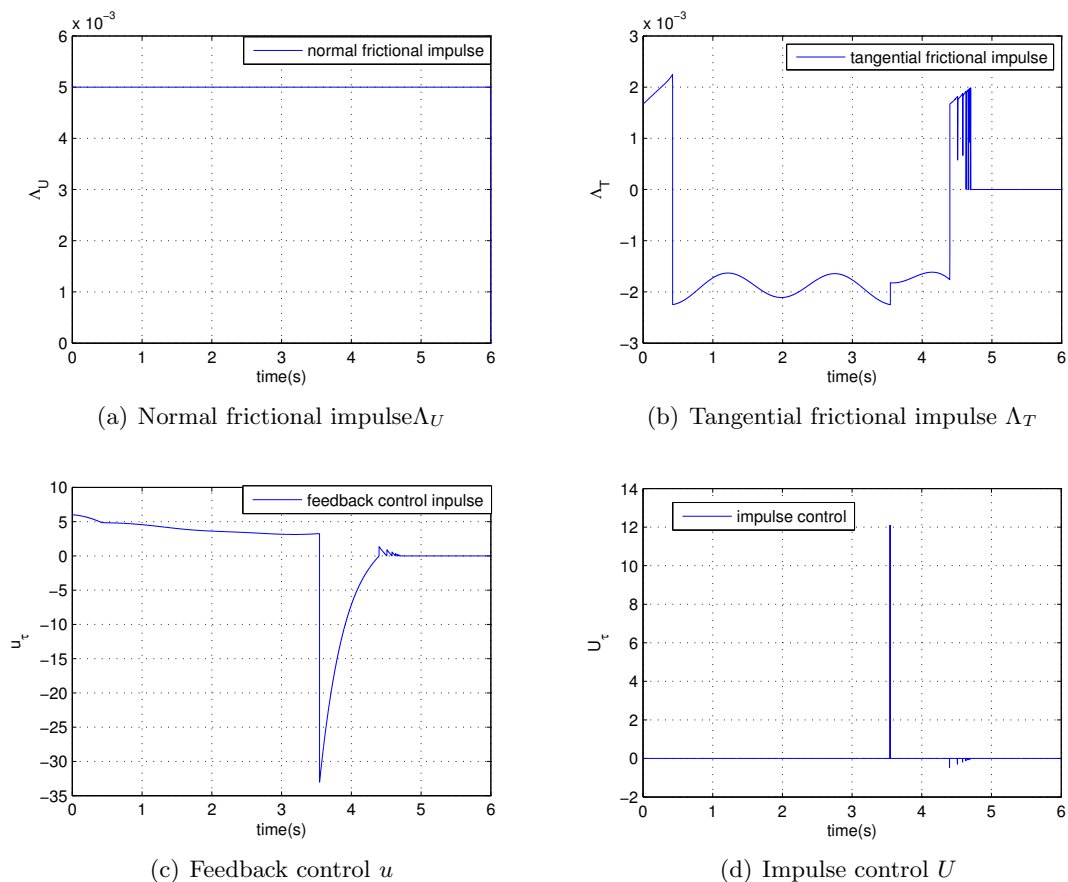 x 10⁻³
normal frictional impulse
6
5
4
3
2
1
0
Λ_U
0 1 2 3 4 5 6
time(s)
(a) Normal frictional impulseΛ_U
x 10⁻³
tangential frictional impulse
3
2
1
0
−1
−2
−3
Λ_T
0 1 2 3 4 5 6
time(s)
(b) Tangential frictional impulse Λ_T
feedback control inpulse
10
5
0
−5
−10
−15
−20
−25
−30
−35
u_τ
0 1 2 3 4 5 6
time(s)
(c) Feedback control u
impulse control
14
12
10
8
6
4
2
0
−2
U_τ
0 1 2 3 4 5 6
time(s)
(d) Impulse control U